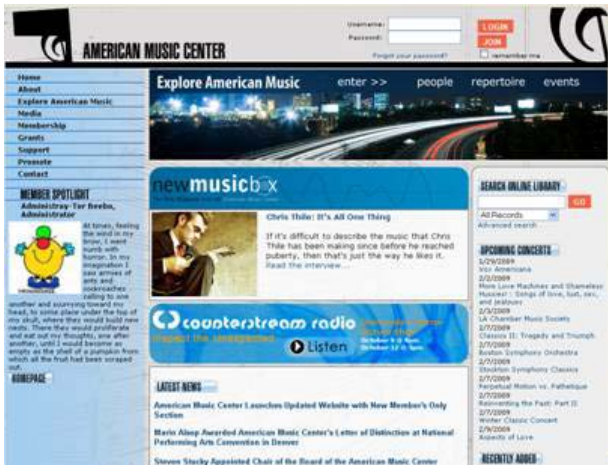 AMERICAN MUSIC CENTER
Username:
Password:
Forgot your password?
LOGIN
JOIN
remember me
Home
About
Explore American Music
Media
Membership
Grants
Support
Promote
Contact
MEMBER SPOTLIGHT
Administray-Tor Beebo,
Administrator
At times, feeling
the wind in my
brow, I went
numb with
horror. In my
imagination I
saw armies of
ants and
cockroaches
calling to one
another and scurrying toward my
head, to some place under the top of
my skull, where they would build new
nests. There they would proliferate
and eat out my thoughts, one after
another, until I would become as
empty as the shell of a pumpkin from
which all the fruit had been scraped
out.
HOMEPAGE
Explore American Music
enter >>
people
repertoire
events
newmusicbox
Chris Thile: It's All One Thing
If it's difficult to describe the music that Chris
Thile has been making since before he reached
puberty, then that's just the way he likes it.
Read the interview...
counterstream radio
Expect the Unexpected
October 9 @ 9pm
October 12 @ 3pm
Listen
LATEST NEWS
American Music Center Launches Updated Website with New Member's Only
Section
Marin Alsop Awarded American Music Center's Letter of Distinction at National
Performing Arts Convention in Denver
Steven Stucky Appointed Chair of the Board of the American Music Center
SEARCH ONLINE LIBRARY
GO
All Records
Advanced search
UPCOMING CONCERTS
1/29/2009
Iron Americana
2/2/2009
More Love Machines and Shameless
Hussies! : Songs of love, lust, sex,
and jealousy
2/3/2009
LA Chamber Music Society
2/7/2009
Classics II: Tragedy and Triumph
2/7/2009
Boston Symphony Orchestra
2/7/2009
Stockton Symphony Classics
2/7/2009
Perpetual Motion vs. Pathetique
2/7/2009
Reinventing the Past: Part II
2/7/2009
Winter Classic Concert
2/9/2009
Aspects of Love
RECENTLY ADDED